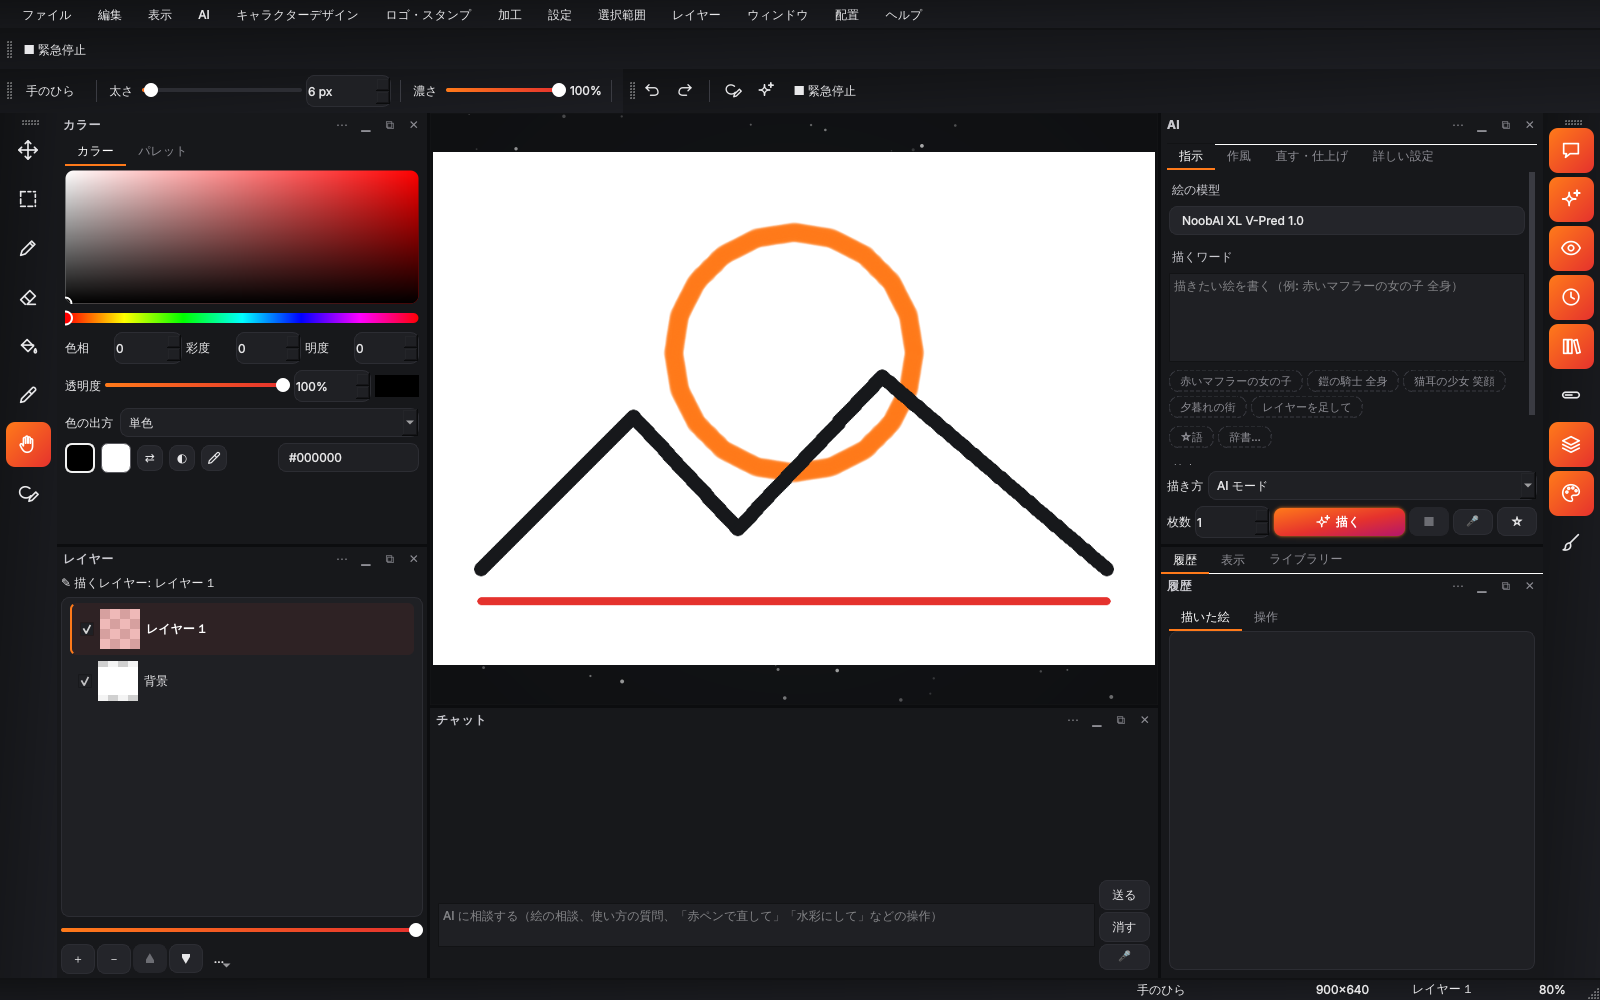 ファイル 編集 表示 AI キャラクターデザイン ロゴ・スタンプ 加工 設定 選択範囲 レイヤー ウィンドウ 配置 ヘルプ
緊急停止
手のひら 太さ 6 px 濃さ 100% 緊急停止
カラー
カラー パレット
色相 0 彩度 0 明度 0
透明度 100%
色の出方 単色
#000000
レイヤー
描くレイヤー: レイヤー 1
レイヤー 1
背景
チャット
AI に相談する（絵の相談、使い方の質問、「赤ペンで直して」「水彩にして」などの操作）
送る
消す
AI
指示 作風 直す・仕上げ 詳しい設定
絵の模型
NoobAI XL V-Pred 1.0
描くワード
描きたい絵を書く（例: 赤いマフラーの女の子 全身）
赤いマフラーの女の子 鎧の騎士 全身 猫耳の少女 笑顔
夕暮れの街 レイヤーを足して
☆語 辞書...
描き方 AI モード
枚数 1 描く
履歴 表示 ライブラリー
履歴
描いた絵 操作
手のひら 900×640 レイヤー 1 80%